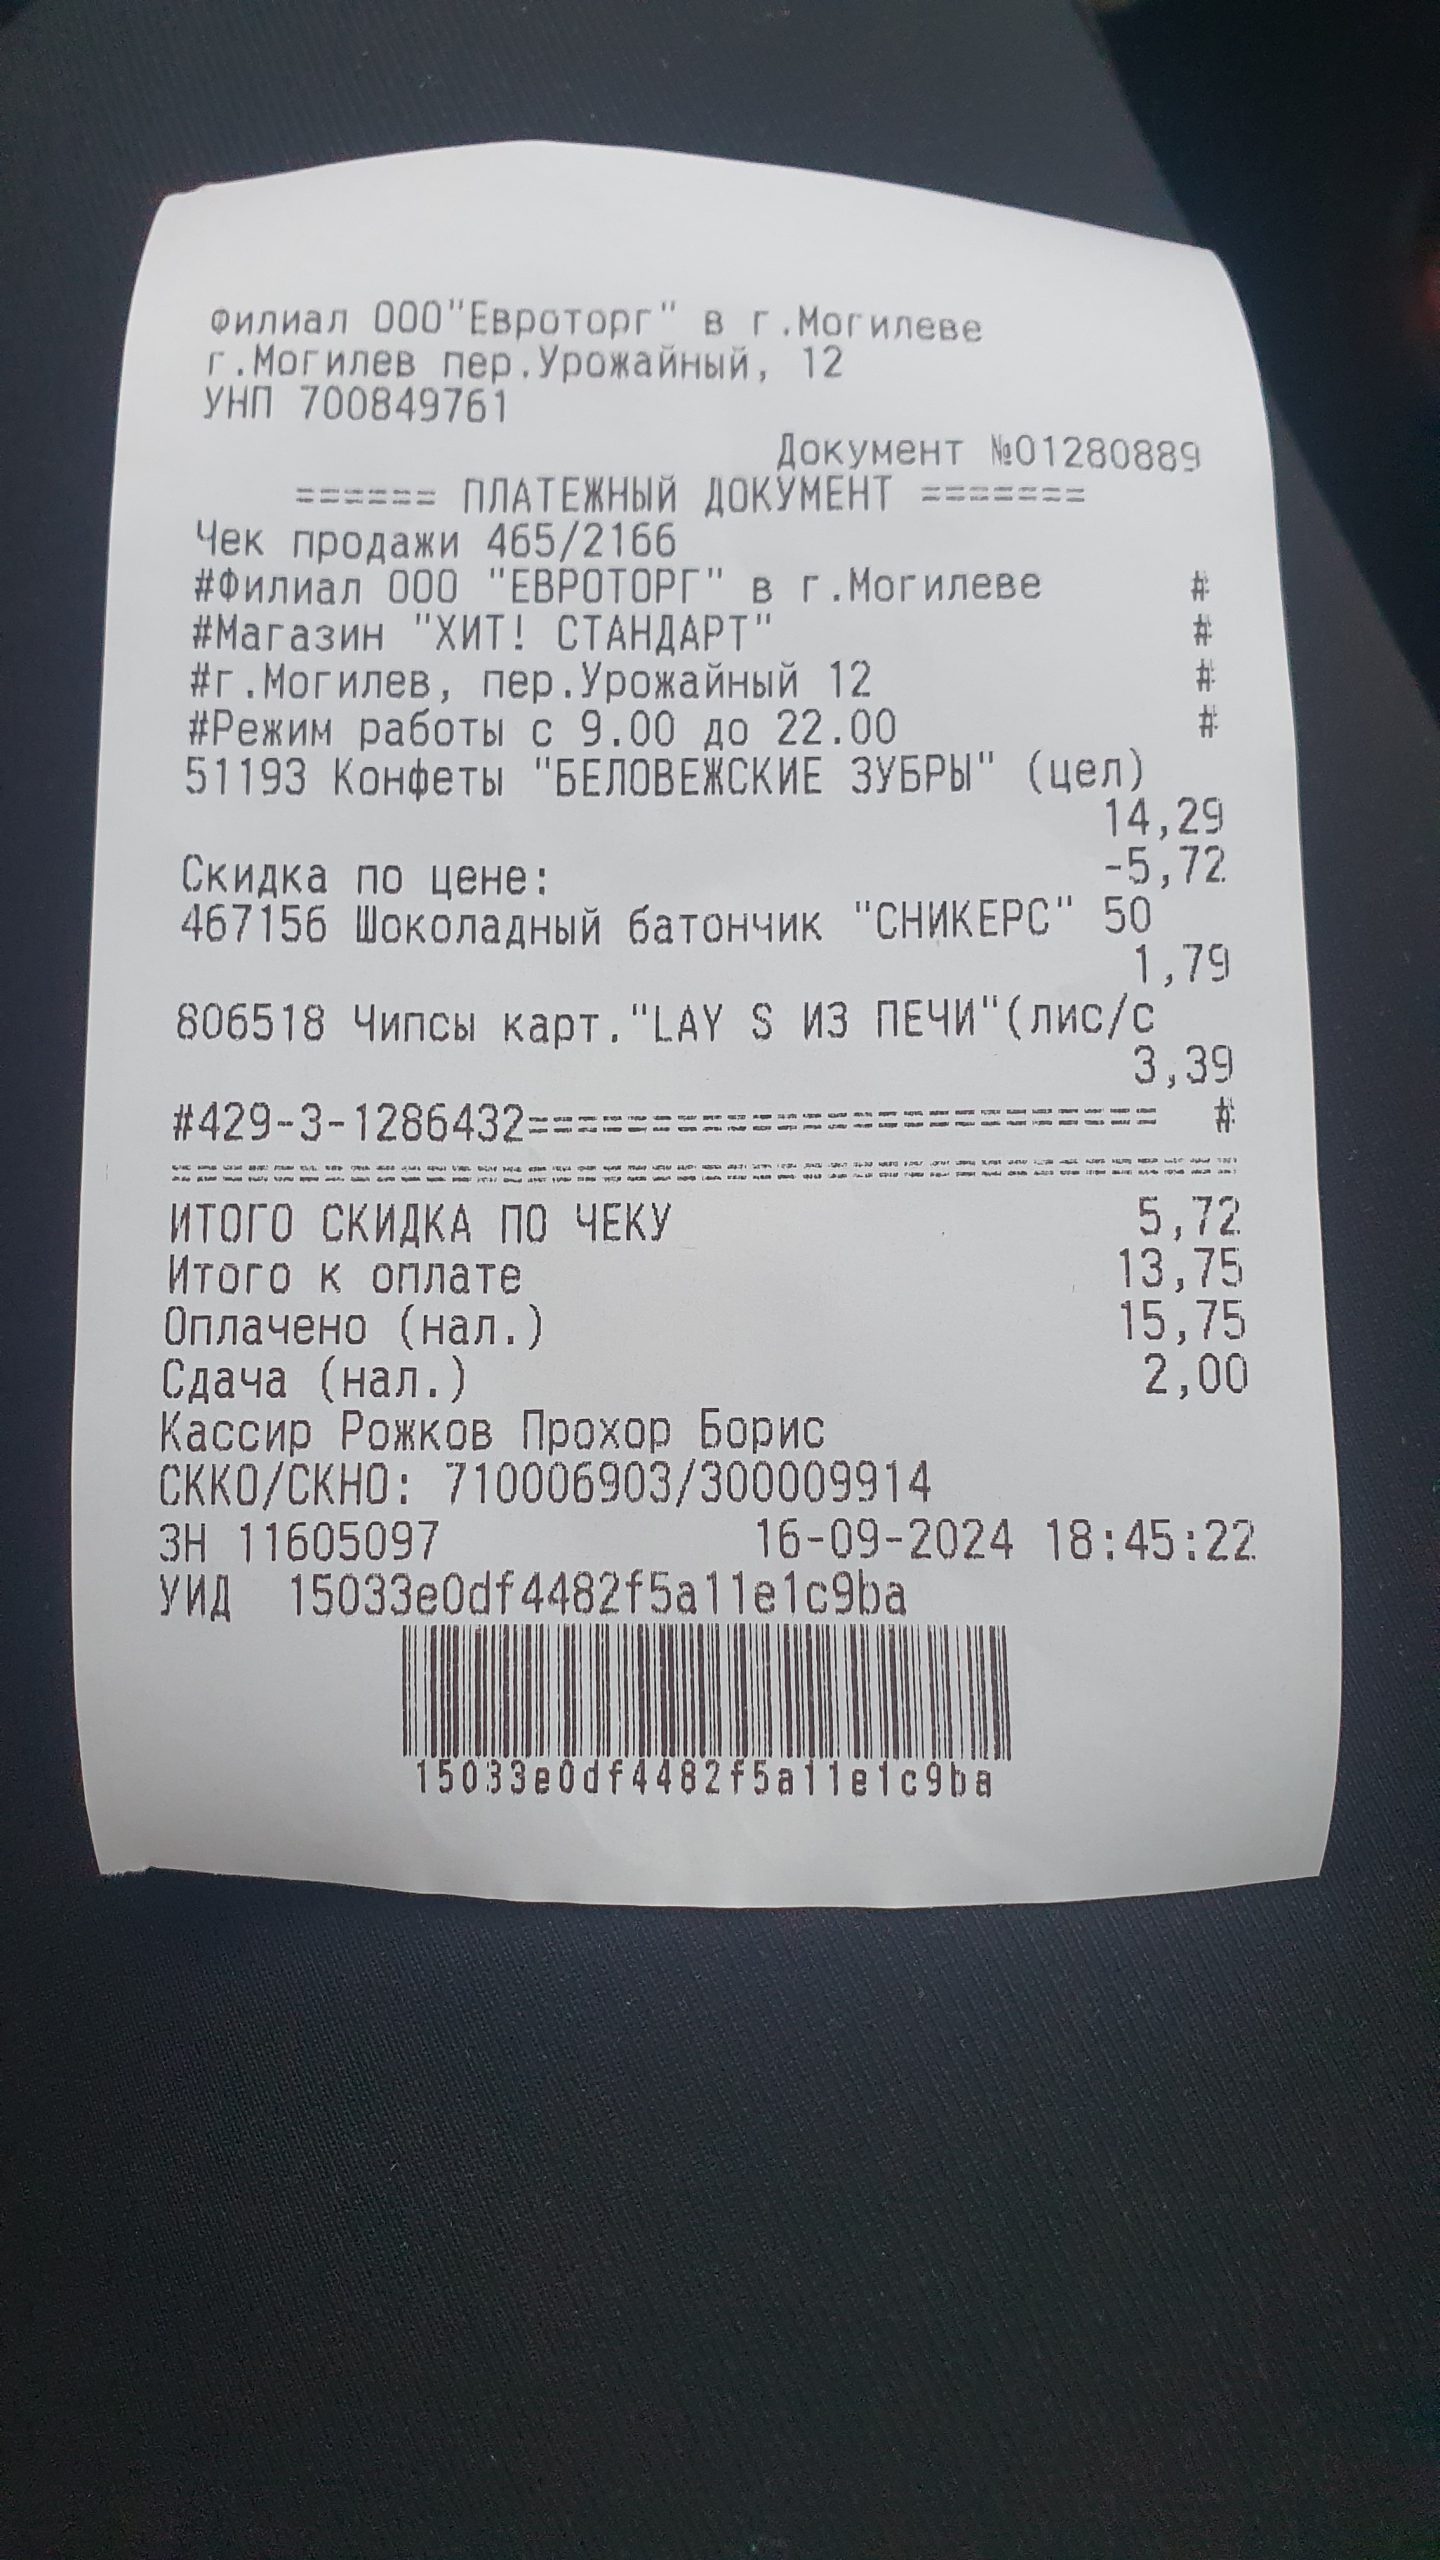 Филиал ООО"Евроторг" в г.Могилеве
г.Могилев пер.Урожайный, 12
УНП 700849761
Документ №01280889
====== ПЛАТЕЖНЫЙ ДОКУМЕНТ =======
Чек продажи 465/2166
#Филиал ООО "ЕВРОТОРГ" в г.Могилеве #
#Магазин "ХИТ! СТАНДАРТ" #
#г.Могилев, пер.Урожайный 12 #
#Режим работы с 9.00 до 22.00 #
51193 Конфеты "БЕЛОВЕЖСКИЕ ЗУБРЫ" (цел)
14,29
Скидка по цене: -5,72
467156 Шоколадный батончик "СНИКЕРС" 50
1,79
806518 Чипсы карт."LAY S ИЗ ПЕЧИ"(лис/с
3,39
#429-3-1286432========================= #
ИТОГО СКИДКА ПО ЧЕКУ 5,72
Итого к оплате 13,75
Оплачено (нал.) 15,75
Сдача (нал.) 2,00
Кассир Рожков Прохор Борис
СККО/СКНО: 710006903/300009914
ЗН 11605097 16-09-2024 18:45:22
УИД 15033e0df4482f5a11e1c9ba
15033e0df4482f5a11e1c9ba